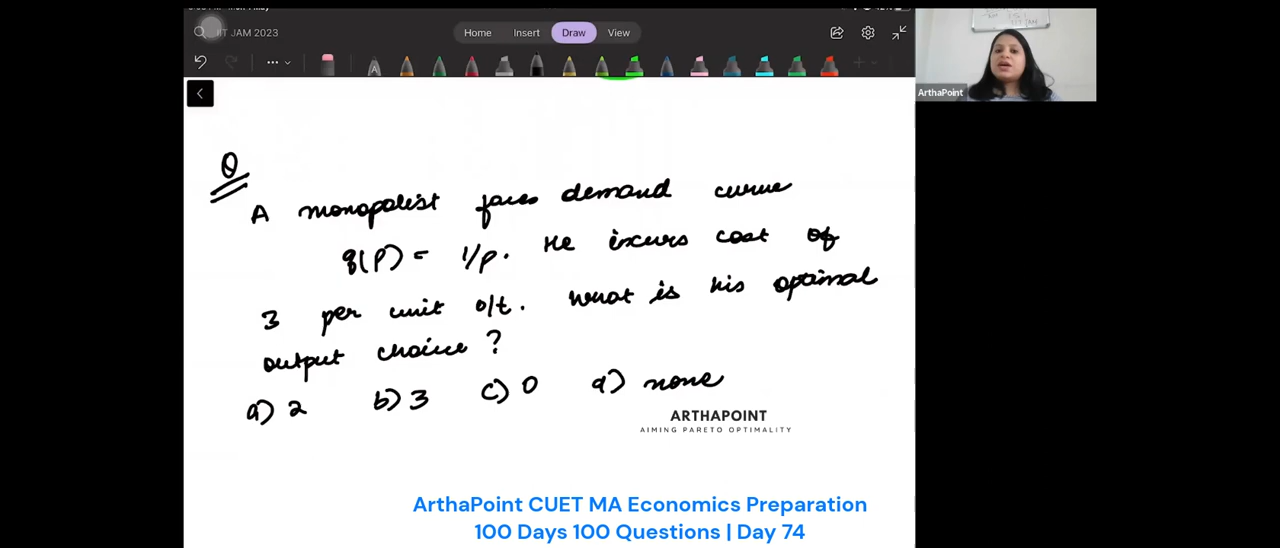 IIT JAM 2023
Home Insert Draw View
ArthaPoint
Q
A monopolist faces demand curve
q(p) = 1/p. He incurs cost of
3 per unit o/t. What is his optimal
output choice ?
a) 2 b) 3 c) 0 d) none
ARTHAPOINT
AIMING PARETO OPTIMALITY
ArthaPoint CUET MA Economics Preparation
100 Days 100 Questions | Day 74